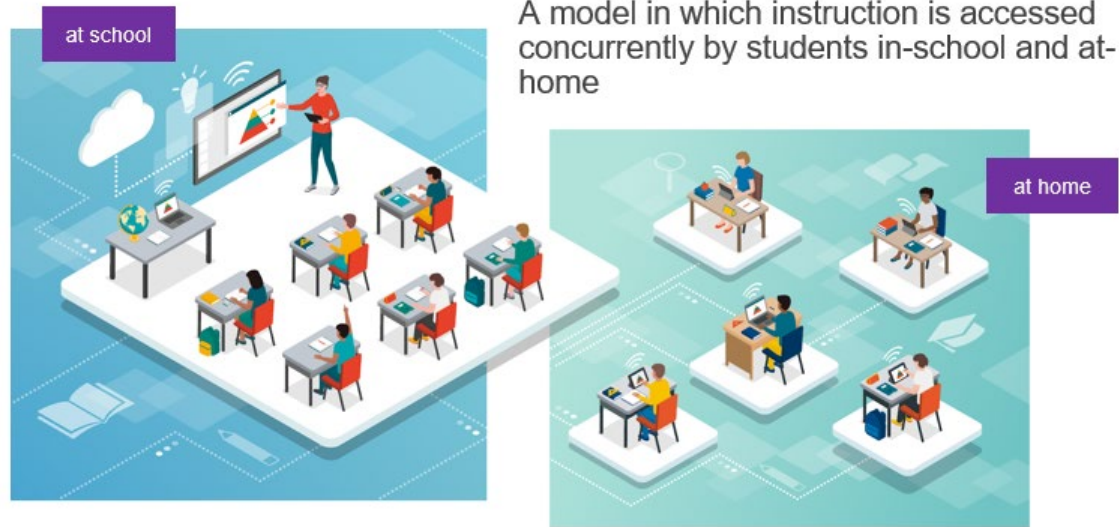 at school
A model in which instruction is accessed
concurrently by students in-school and at-
home
at home